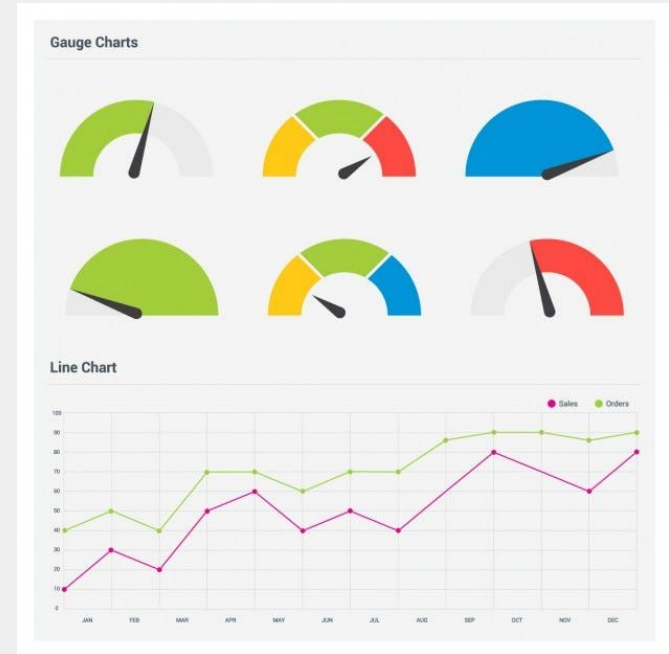 Gauge Charts
Line Chart
Sales Orders
100
90
80
70
60
50
40
30
20
10
0
JAN FEB MAR APR MAY JUN JUL AUG SEP OCT NOV DEC